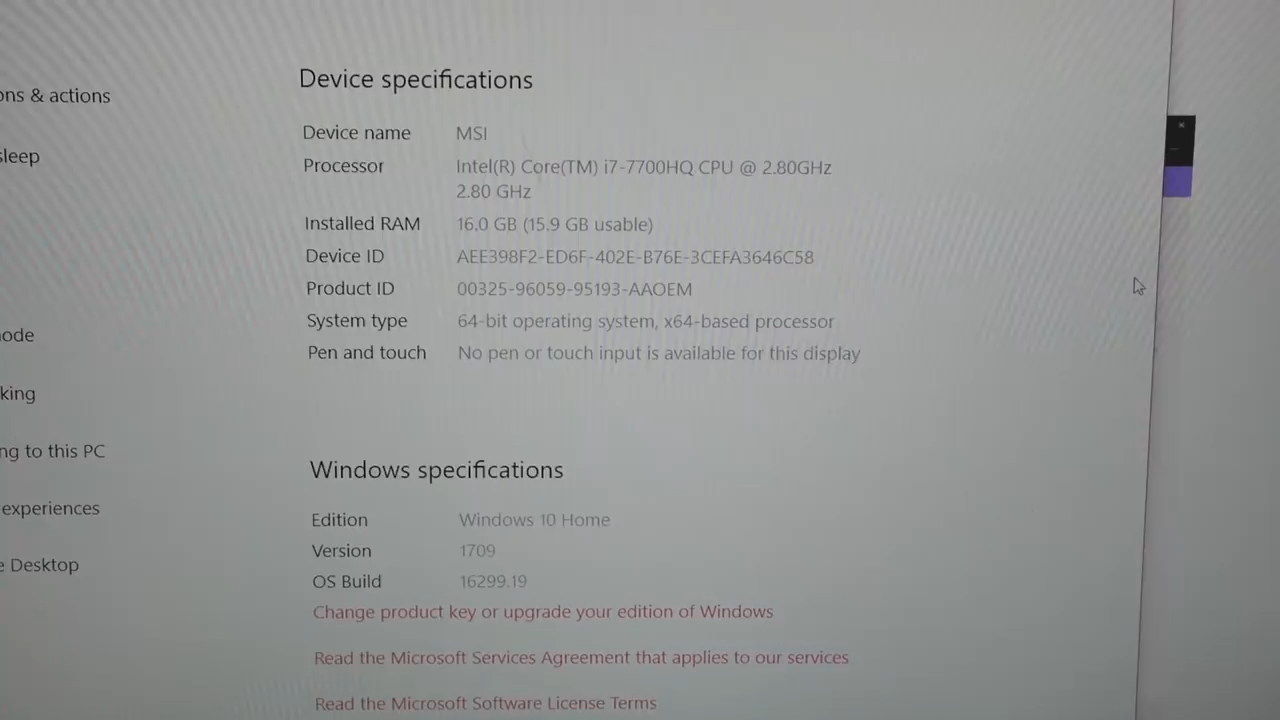 Device specifications
ons & actions
Device name MSI
sleep
Processor Intel(R) Core(TM) i7-7700HQ CPU @ 2.80GHz
2.80 GHz
Installed RAM 16.0 GB (15.9 GB usable)
Device ID AEE398F2-ED6F-402E-B76E-3CEFA3646C58
Product ID 00325-96059-95193-AAOEM
System type 64-bit operating system, x64-based processor
ode
Pen and touch No pen or touch input is available for this display
king
ng to this PC
Windows specifications
experiences
Edition Windows 10 Home
Version 1709
e Desktop
OS Build 16299.19
Change product key or upgrade your edition of Windows
Read the Microsoft Services Agreement that applies to our services
Read the Microsoft Software License Terms